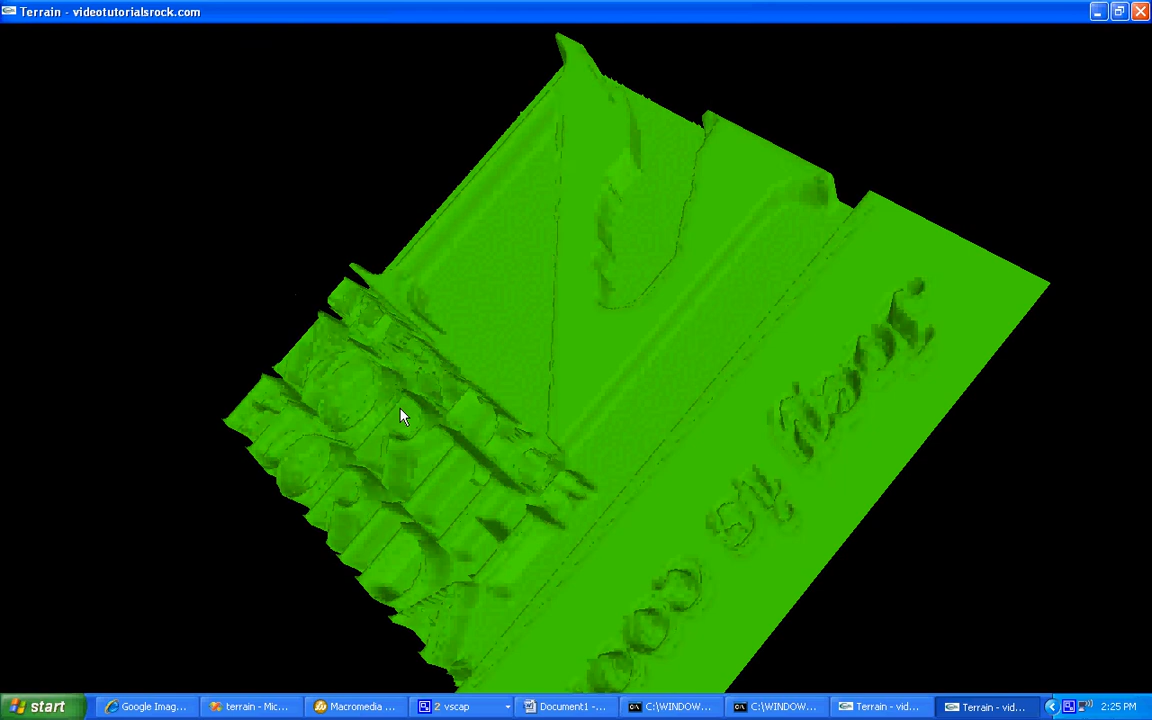 Terrain - videotutorialsrock.com
start
Google Imag...
terrain - Mic...
Macromedia ...
2 vscap
Document1 -...
C:\WINDOW...
C:\WINDOW...
Terrain - vid...
Terrain - vid...
2:25 PM